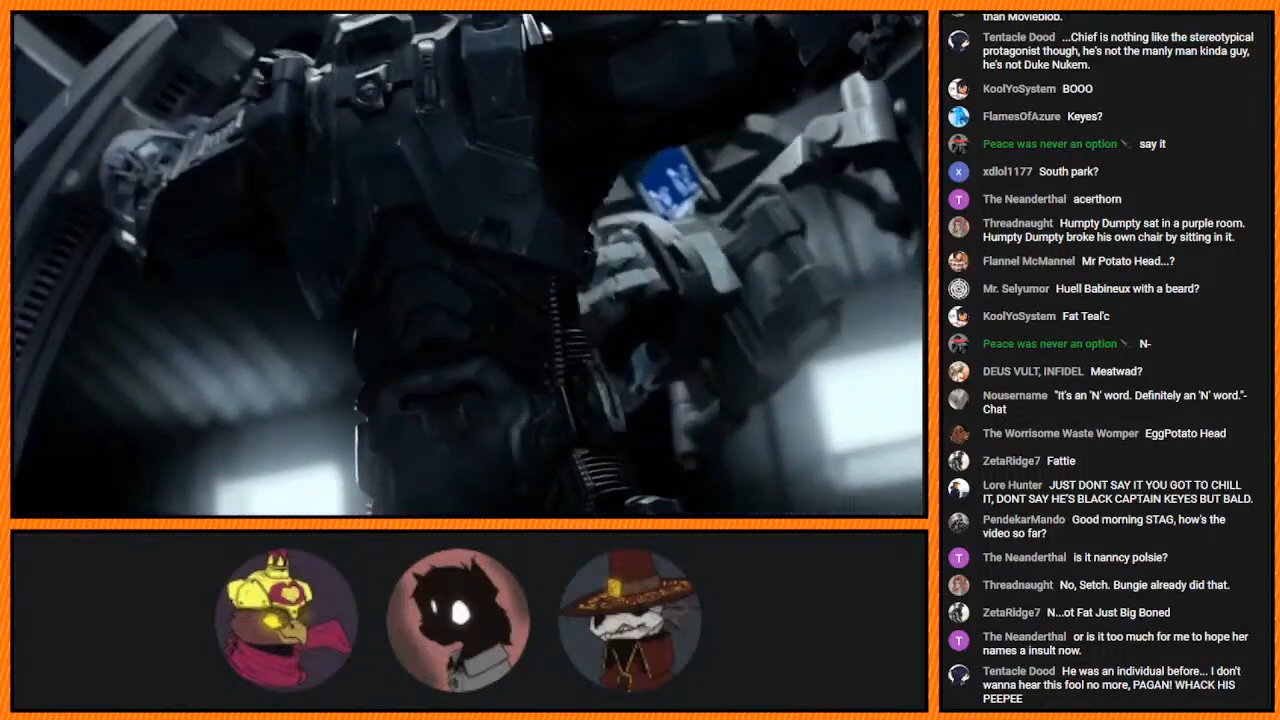 than Movieblob.
Tentacle Dood ...Chief is nothing like the stereotypical
protagonist though, he's not the manly man kinda guy,
he's not Duke Nukem.
KoolYoSystem BOOO
FlamesOfAzure Keyes?
Peace was never an option say it
x
xdlol1177 South park?
T
The Neanderthal acerthorn
Threadnaught Humpty Dumpty sat in a purple room.
Humpty Dumpty broke his own chair by sitting in it.
Flannel McMannel Mr Potato Head...?
Mr. Selyumor Huell Babineux with a beard?
KoolYoSystem Fat Teal'c
Peace was never an option N-
DEUS VULT, INFIDEL Meatwad?
Nousername "It's an 'N' word. Definitely an 'N' word."-
Chat
The Worrisome Waste Womper EggPotato Head
ZetaRidge7 Fattie
Lore Hunter JUST DONT SAY IT YOU GOT TO CHILL
IT, DONT SAY HE'S BLACK CAPTAIN KEYES BUT BALD.
PendekarMando Good morning STAG, how's the
video so far?
T
The Neanderthal is it nanncy polsie?
Threadnaught No, Setch. Bungie already did that.
ZetaRidge7 N...ot Fat Just Big Boned
T
The Neanderthal or is it too much for me to hope her
names a insult now.
Tentacle Dood He was an individual before... I don't
wanna hear this fool no more, PAGAN! WHACK HIS
PEEPEE